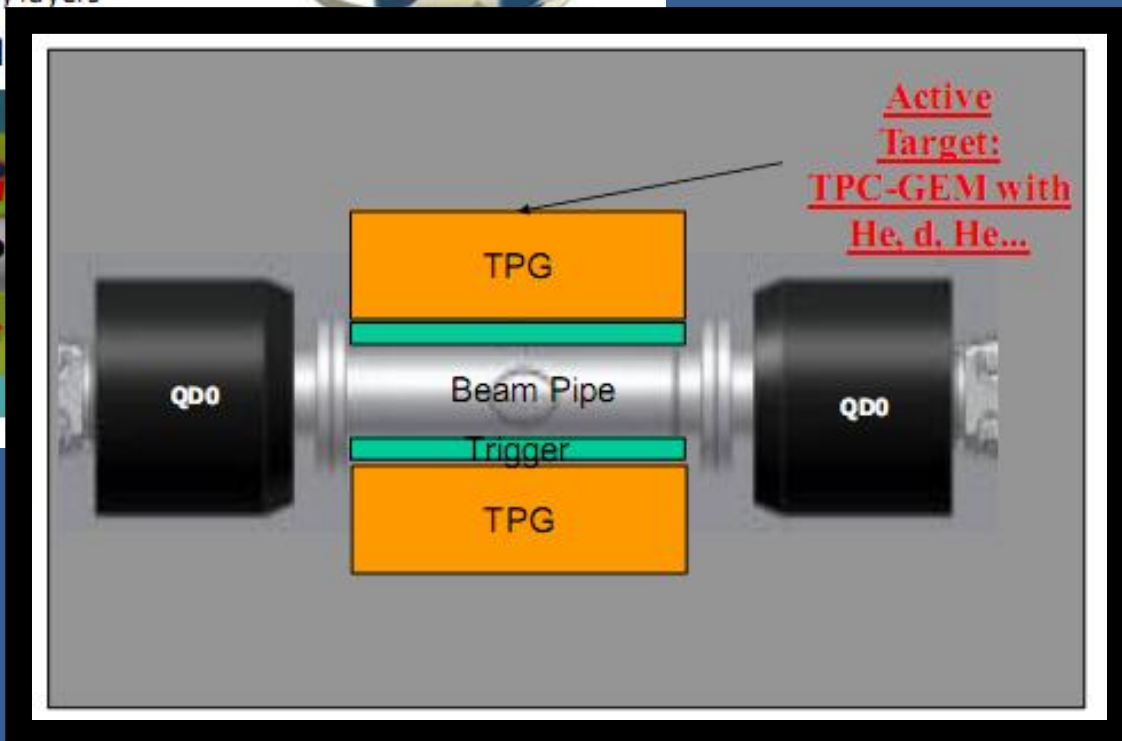 Active
Target:
TPC-GEM with
He, d, He...
TPG
QD0
Beam Pipe
QD0
Trigger
TPG